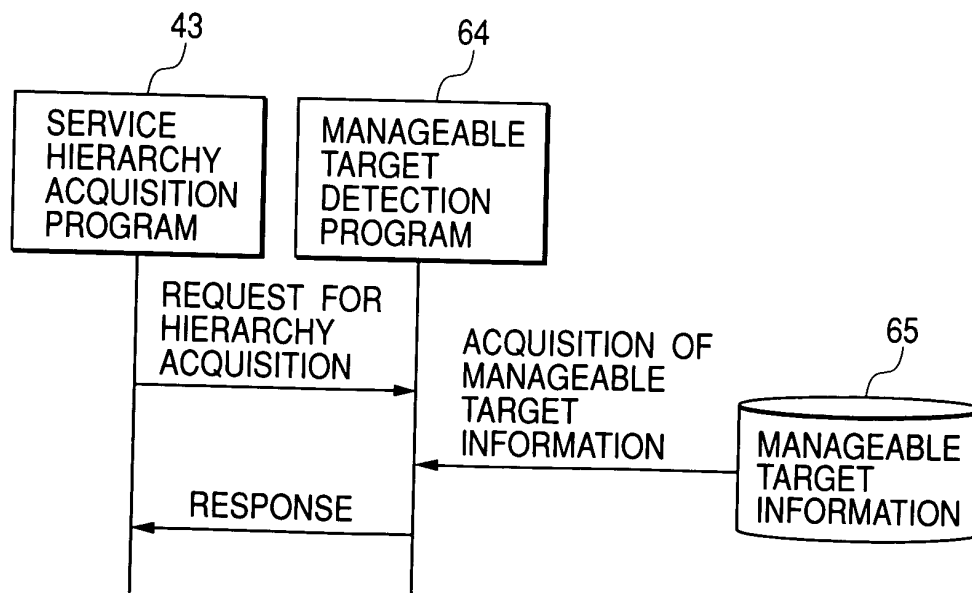 43
64
SERVICE
HIERARCHY
ACQUISITION
PROGRAM
MANAGEABLE
TARGET
DETECTION
PROGRAM
REQUEST FOR
HIERARCHY
ACQUISITION
ACQUISITION OF
MANAGEABLE
TARGET
INFORMATION
65
MANAGEABLE
TARGET
INFORMATION
RESPONSE